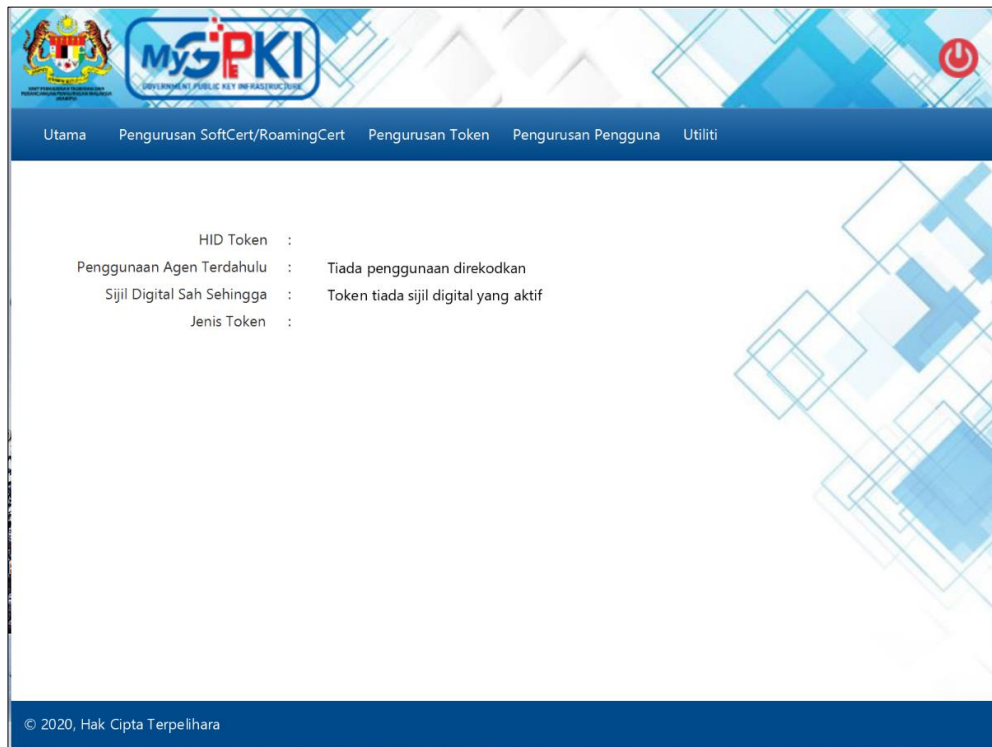 MyGPKI
GOVERNMENT PUBLIC KEY INFRASTRUCTURE
Utama Pengurusan SoftCert/RoamingCert Pengurusan Token Pengurusan Pengguna Utiliti
HID Token :
Penggunaan Agen Terdahulu : Tiada penggunaan direkodkan
Sijil Digital Sah Sehingga : Token tiada sijil digital yang aktif
Jenis Token :
© 2020, Hak Cipta Terpelihara